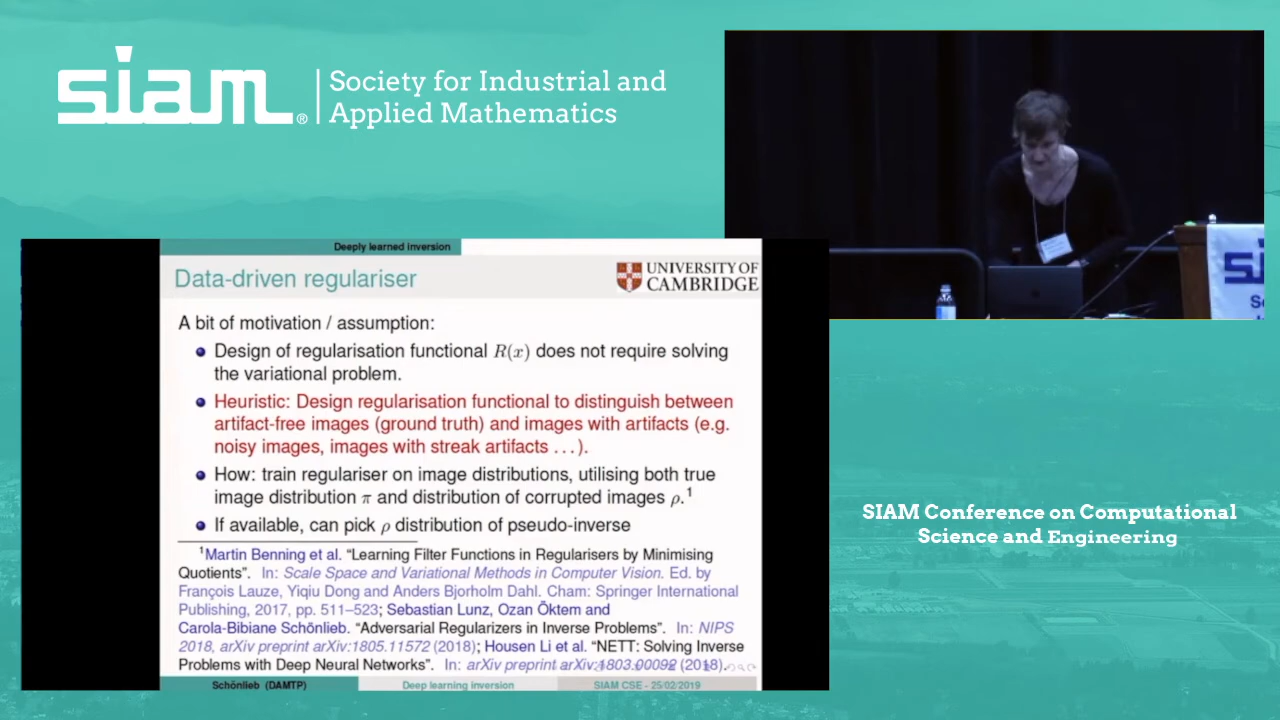 siam®
Society for Industrial and
Applied Mathematics
Deeply learned inversion
Data-driven regulariser
UNIVERSITY OF
CAMBRIDGE
A bit of motivation / assumption:
Design of regularisation functional R(x) does not require solving
the variational problem.
Heuristic: Design regularisation functional to distinguish between
artifact-free images (ground truth) and images with artifacts (e.g.
noisy images, images with streak artifacts ...).
How: train regulariser on image distributions, utilising both true
image distribution π and distribution of corrupted images ρ.¹
If available, can pick ρ distribution of pseudo-inverse
¹Martin Benning et al. “Learning Filter Functions in Regularisers by Minimising
Quotients”. In: Scale Space and Variational Methods in Computer Vision. Ed. by
François Lauze, Yiqiu Dong and Anders Bjorholm Dahl. Cham: Springer International
Publishing, 2017, pp. 511–523; Sebastian Lunz, Ozan Öktem and
Carola-Bibiane Schönlieb. “Adversarial Regularizers in Inverse Problems”. In: NIPS
2018, arXiv preprint arXiv:1805.11572 (2018); Housen Li et al. “NETT: Solving Inverse
Problems with Deep Neural Networks”. In: arXiv preprint arXiv:1803.00092 (2018).
Schönlieb (DAMTP)
Deep learning inversion
SIAM CSE - 25/02/2019
SIAM Conference on Computational
Science and Engineering